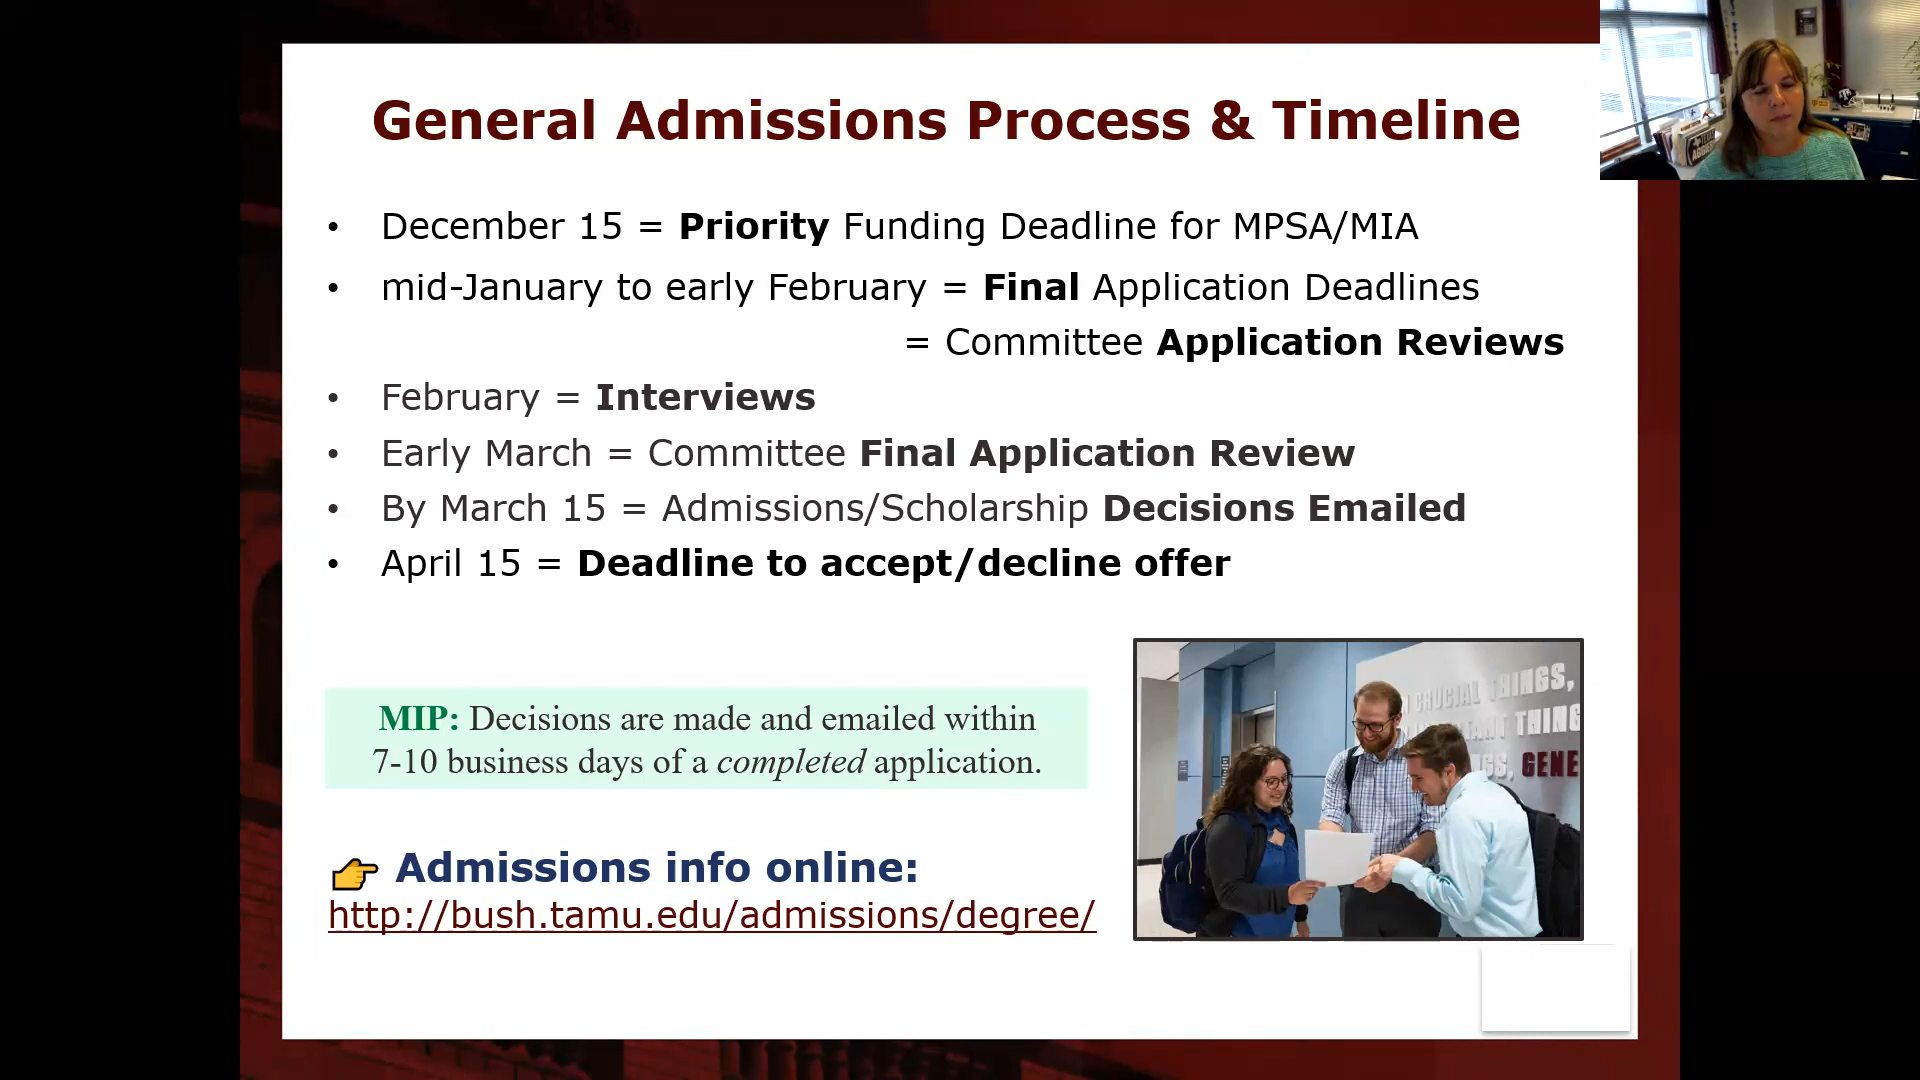 General Admissions Process & Timeline
• December 15 = Priority Funding Deadline for MPSA/MIA
• mid-January to early February = Final Application Deadlines
= Committee Application Reviews
• February = Interviews
• Early March = Committee Final Application Review
• By March 15 = Admissions/Scholarship Decisions Emailed
• April 15 = Deadline to accept/decline offer
MIP: Decisions are made and emailed within
7-10 business days of a completed application.
👉 Admissions info online:
http://bush.tamu.edu/admissions/degree/
CRUCIAL THINGS,
THING
GENE